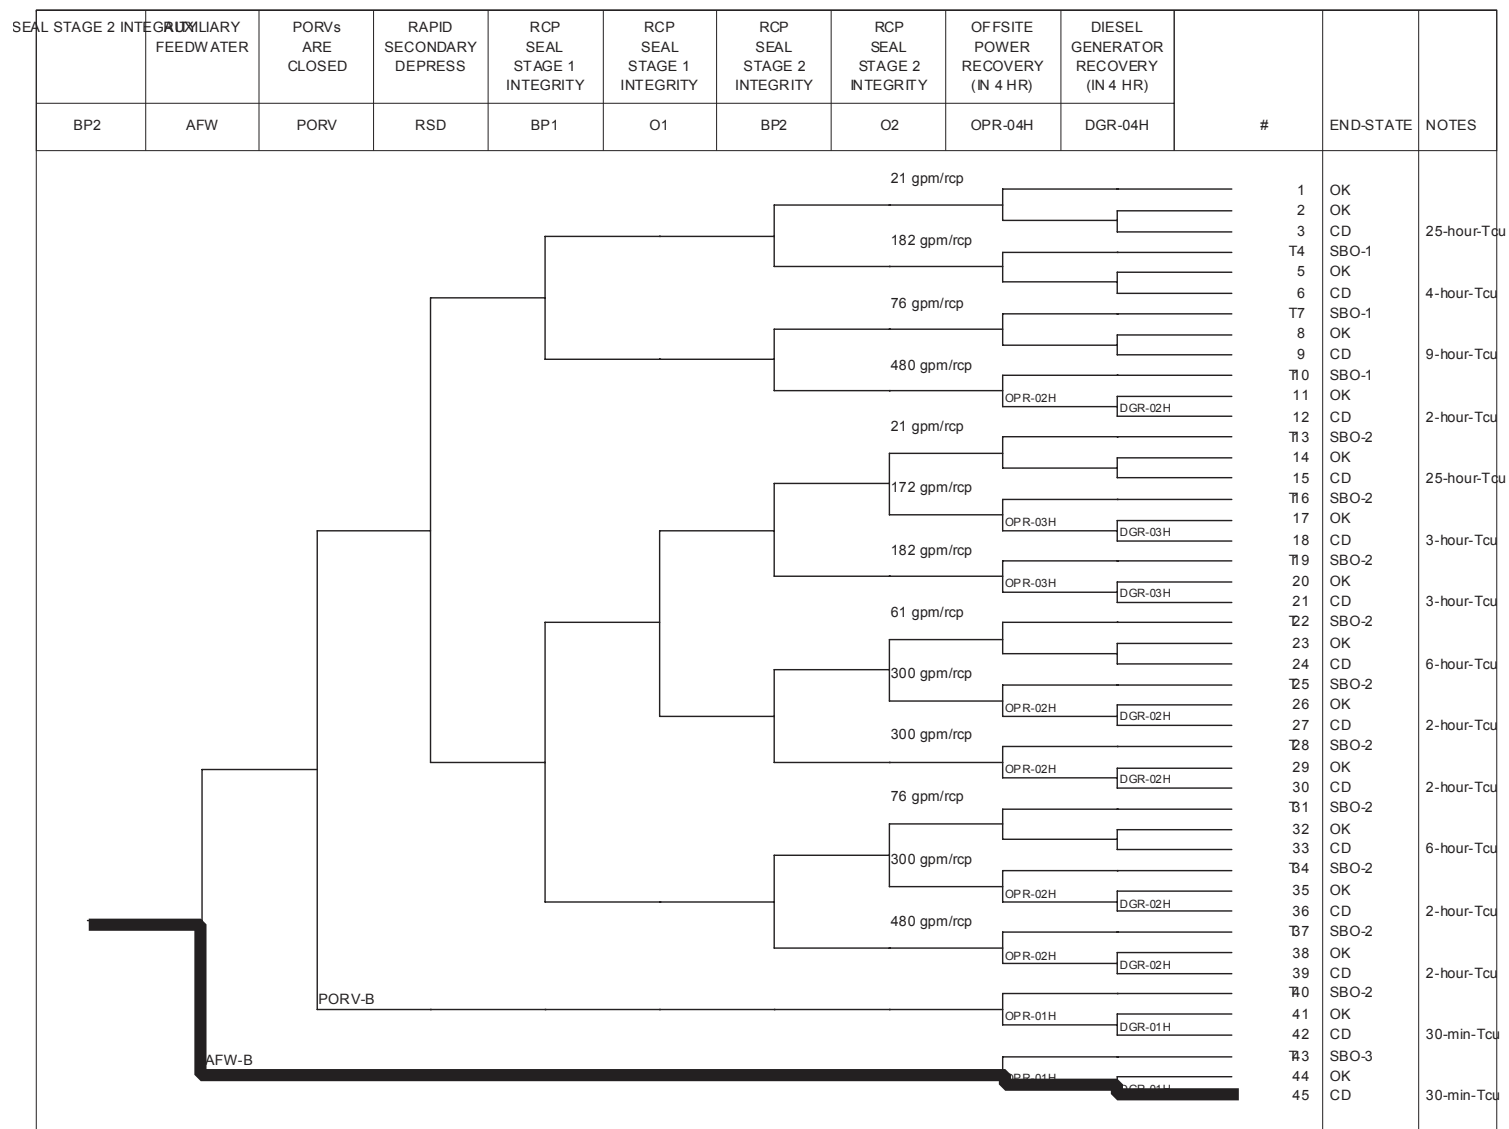 SEAL STAGE 2 INTEGRITY
AUXILIARY
FEEDWATER
PORVs
ARE
CLOSED
RAPID
SECONDARY
DEPRESS
RCP
SEAL
STAGE 1
INTEGRITY
RCP
SEAL
STAGE 1
INTEGRITY
RCP
SEAL
STAGE 2
INTEGRITY
RCP
SEAL
STAGE 2
INTEGRITY
OFFSITE
POWER
RECOVERY
(IN 4 HR)
DIESEL
GENERATOR
RECOVERY
(IN 4 HR)
BP2 AFW PORV RSD BP1 O1 BP2 O2 OPR-04H DGR-04H # END-STATE NOTES
21 gpm/rcp
1 OK
2 OK
3 CD 25-hour-Tcu
182 gpm/rcp
T4 SBO-1
5 OK
6 CD 4-hour-Tcu
76 gpm/rcp
T7 SBO-1
8 OK
9 CD 9-hour-Tcu
480 gpm/rcp
T10 SBO-1
OPR-02H
11 OK
DGR-02H
12 CD 2-hour-Tcu
21 gpm/rcp
T13 SBO-2
14 OK
15 CD 25-hour-Tcu
172 gpm/rcp
T16 SBO-2
OPR-03H
17 OK
DGR-03H
18 CD 3-hour-Tcu
182 gpm/rcp
T19 SBO-2
OPR-03H
20 OK
DGR-03H
21 CD 3-hour-Tcu
61 gpm/rcp
T22 SBO-2
23 OK
24 CD 6-hour-Tcu
300 gpm/rcp
T25 SBO-2
OPR-02H
26 OK
DGR-02H
27 CD 2-hour-Tcu
300 gpm/rcp
T28 SBO-2
OPR-02H
29 OK
DGR-02H
30 CD 2-hour-Tcu
76 gpm/rcp
T31 SBO-2
32 OK
33 CD 6-hour-Tcu
300 gpm/rcp
T34 SBO-2
OPR-02H
35 OK
DGR-02H
36 CD 2-hour-Tcu
480 gpm/rcp
T37 SBO-2
OPR-02H
38 OK
DGR-02H
39 CD 2-hour-Tcu
PORV-B
T40 SBO-2
OPR-01H
41 OK
DGR-01H
42 CD 30-min-Tcu
AFW-B
T43 SBO-3
OPR-01H
44 OK
DGR-01H
45 CD 30-min-Tcu